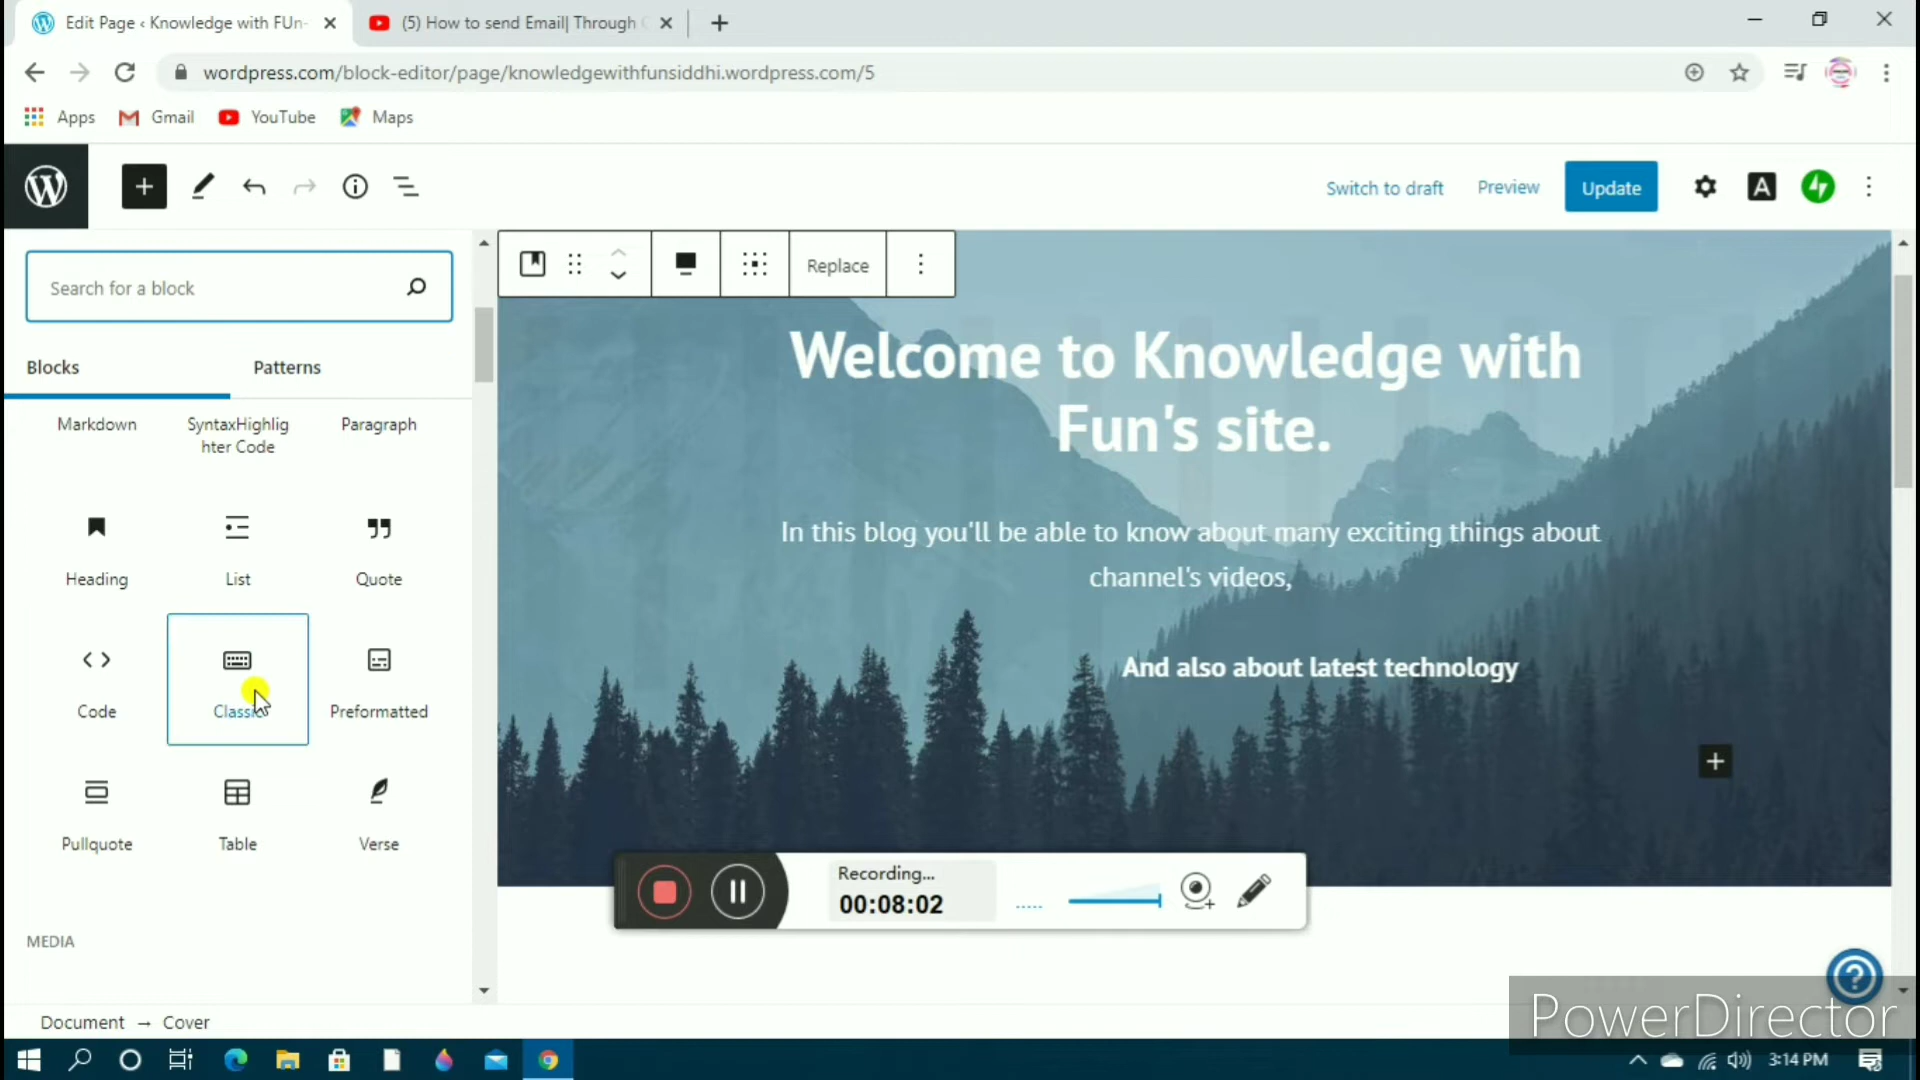 Edit Page ‹ Knowledge with FUn-
(5) How to send Email| Through
wordpress.com/block-editor/page/knowledgewithfunsiddhi.wordpress.com/5
Apps
Gmail
YouTube
Maps
Switch to draft
Preview
Update
Search for a block
Replace
Blocks
Patterns
Markdown
SyntaxHighlig
hter Code
Paragraph
Heading
List
Quote
Code
Classic
Preformatted
Pullquote
Table
Verse
MEDIA
Welcome to Knowledge with
Fun's site.
In this blog you'll be able to know about many exciting things about
channel's videos,
And also about latest technology
Recording...
00:08:02
Document → Cover
PowerDirector
3:14 PM